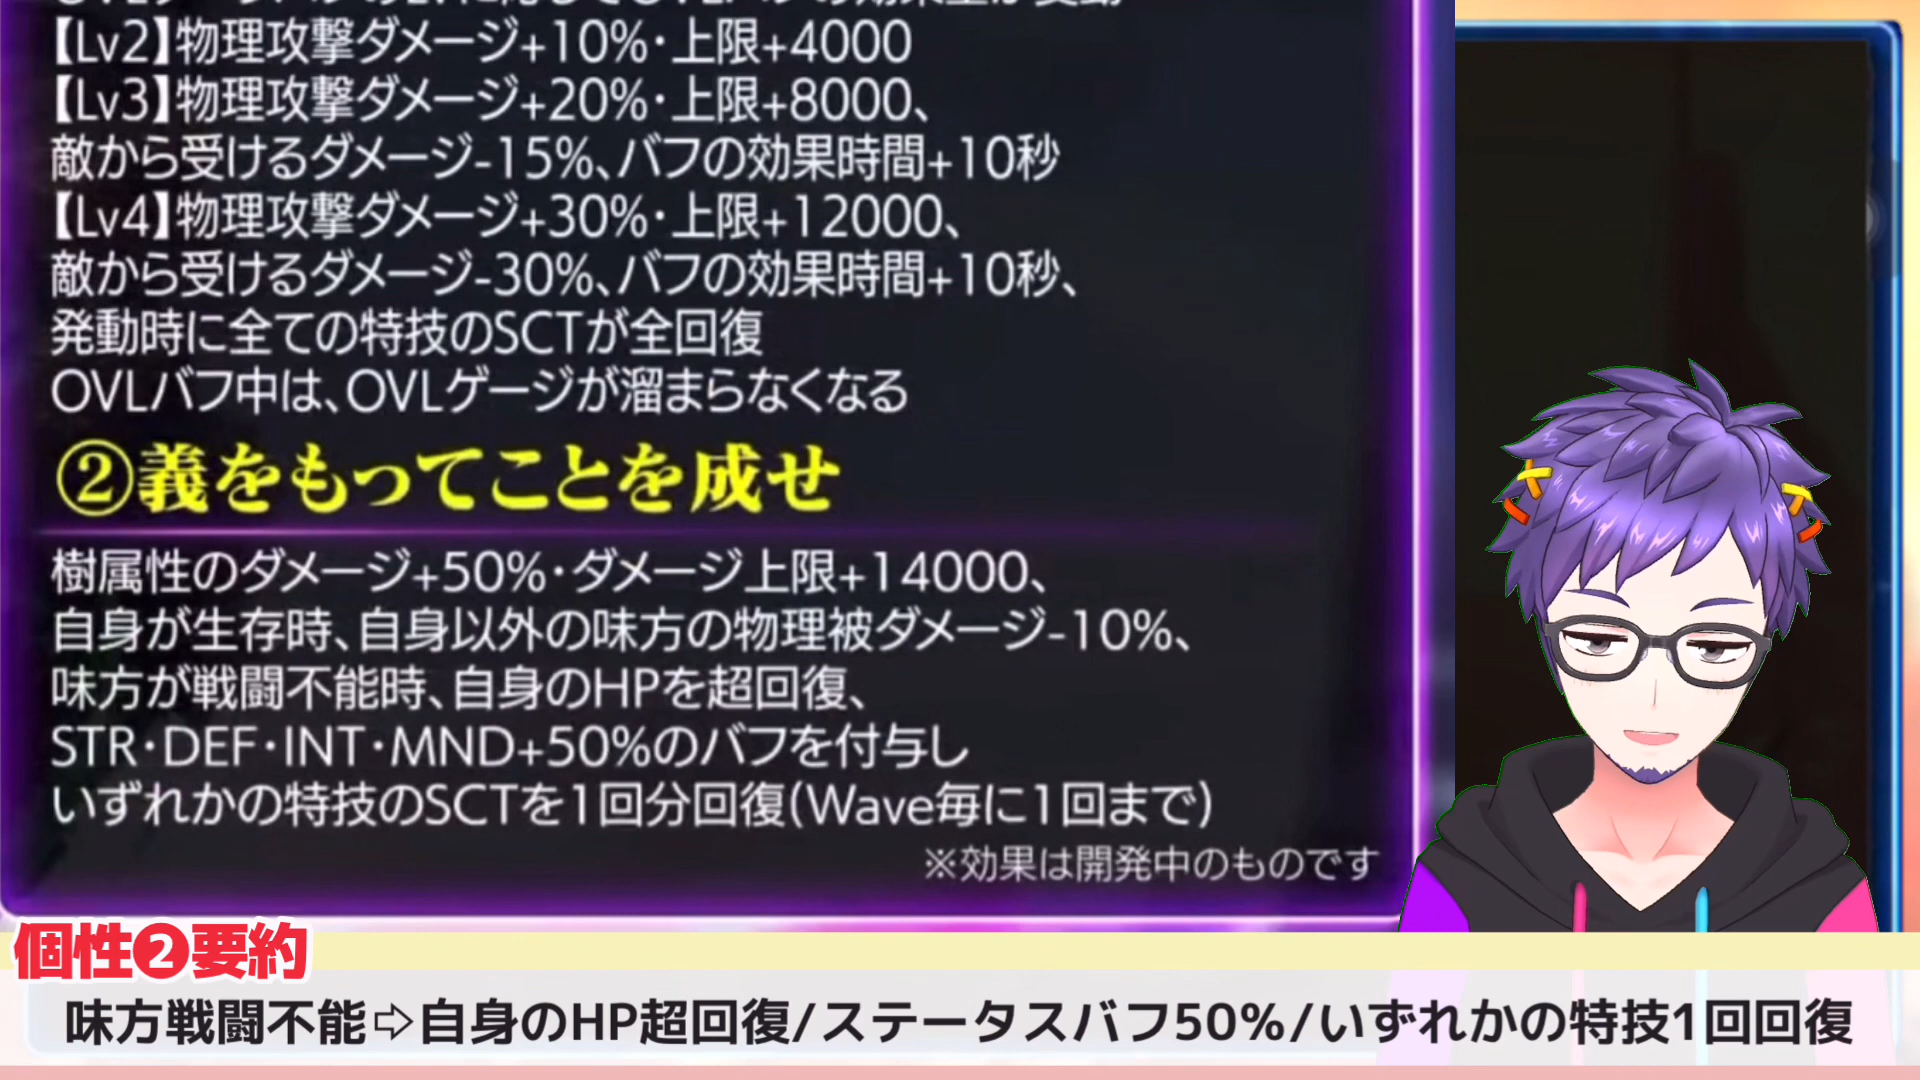 【Lv2】物理攻撃ダメージ+10%・上限+4000
【Lv3】物理攻撃ダメージ+20%・上限+8000、
敵から受けるダメージ-15%、バフの効果時間+10秒
【Lv4】物理攻撃ダメージ+30%・上限+12000、
敵から受けるダメージ-30%、バフの効果時間+10秒、
発動時に全ての特技のSCTが全回復
OVLバフ中は、OVLゲージが溜まらなくなる
②義をもってことを成せ
樹属性のダメージ+50%・ダメージ上限+14000、
自身が生存時、自身以外の味方の物理被ダメージ-10%、
味方が戦闘不能時、自身のHPを超回復、
STR・DEF・INT・MND+50%のバフを付与し
いずれかの特技のSCTを1回分回復(Wave毎に1回まで)
※効果は開発中のものです
個性❷要約
味方戦闘不能⇨自身のHP超回復/ステータスバフ50%/いずれかの特技1回回復